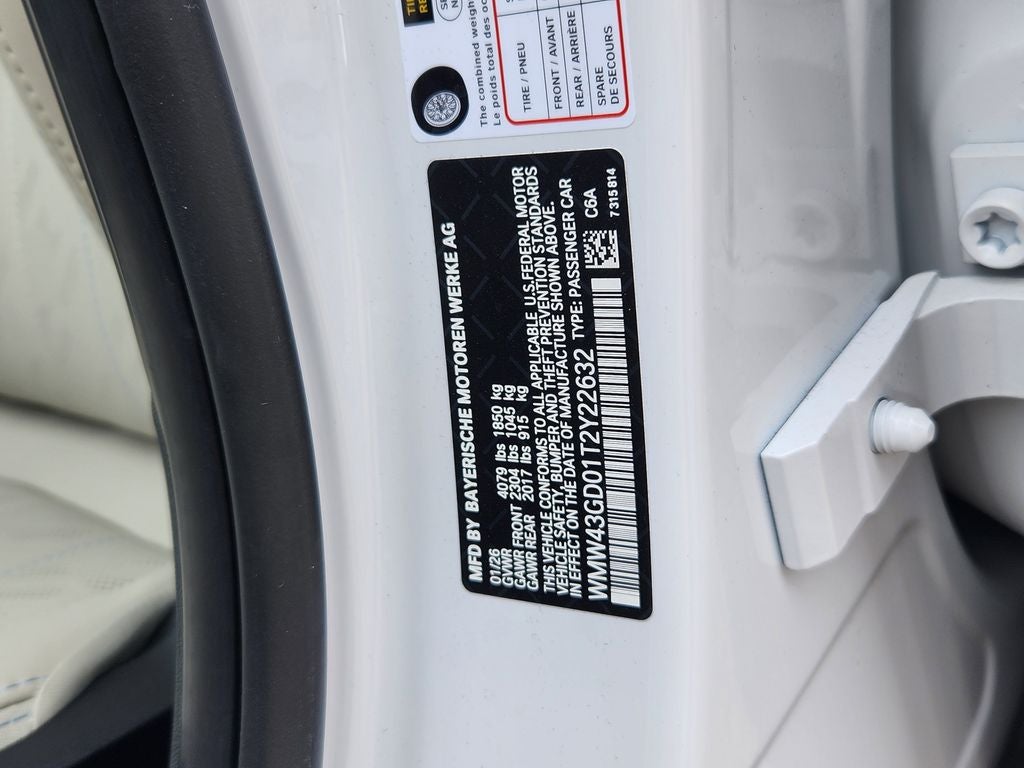 The combined weigh
Le poids total des oc
TIRE / PNEU
FRONT / AVANT
REAR / ARRIÈRE
SPARE
DE SECOURS
MFD BY BAYERISCHE MOTOREN WERKE AG
01/26
GVWR 4079 lbs 1850 kg
GAWR FRONT 2304 lbs 1045 kg
GAWR REAR 2017 lbs 915 kg
THIS VEHICLE CONFORMS TO ALL APPLICABLE U.S.FEDERAL MOTOR
VEHICLE SAFETY, BUMPER AND THEFT PREVENTION STANDARDS
IN EFFECT ON THE DATE OF MANUFACTURE SHOWN ABOVE.
WMW43GD01T2Y22632 TYPE: PASSENGER CAR
C6A
7 315 814